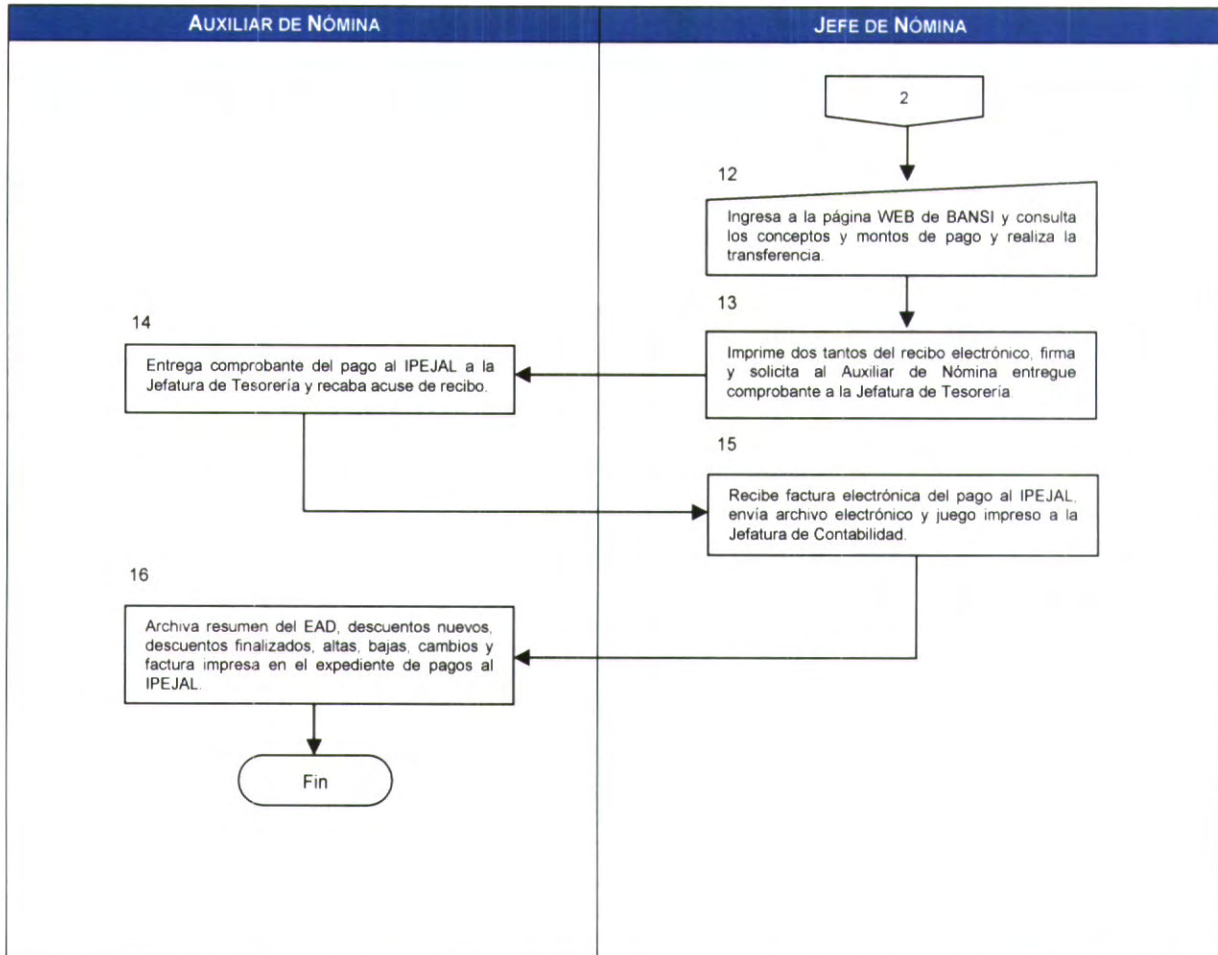 AUXILIAR DE NÓMINA
JEFE DE NÓMINA
2
12
Ingresa a la página WEB de BANSI y consulta
los conceptos y montos de pago y realiza la
transferencia.
13
Imprime dos tantos del recibo electrónico, firma
y solicita al Auxiliar de Nómina entregue
comprobante a la Jefatura de Tesorería.
14
Entrega comprobante del pago al IPEJAL a la
Jefatura de Tesorería y recaba acuse de recibo.
15
Recibe factura electrónica del pago al IPEJAL,
envía archivo electrónico y juego impreso a la
Jefatura de Contabilidad.
16
Archiva resumen del EAD, descuentos nuevos,
descuentos finalizados, altas, bajas, cambios y
factura impresa en el expediente de pagos al
IPEJAL.
Fin